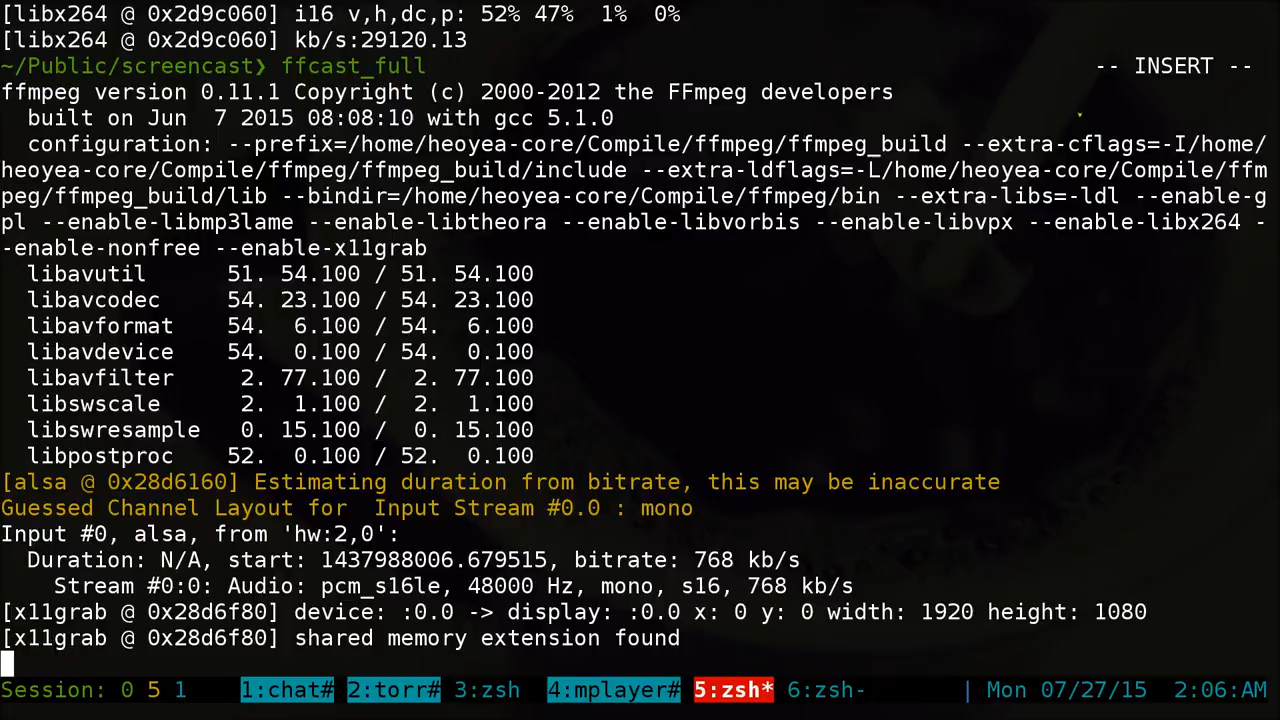 [libx264 @ 0x2d9c060] i16 v,h,dc,p: 52% 47%  1%  0%
[libx264 @ 0x2d9c060] kb/s:29120.13
~/Public/screencast❯ ffcast_full -- INSERT --
ffmpeg version 0.11.1 Copyright (c) 2000-2012 the FFmpeg developers
  built on Jun  7 2015 08:08:10 with gcc 5.1.0
  configuration: --prefix=/home/heoyea-core/Compile/ffmpeg/ffmpeg_build --extra-cflags=-I/home/
heoyea-core/Compile/ffmpeg/ffmpeg_build/include --extra-ldflags=-L/home/heoyea-core/Compile/ffm
peg/ffmpeg_build/lib --bindir=/home/heoyea-core/Compile/ffmpeg/bin --extra-libs=-ldl --enable-g
pl --enable-libmp3lame --enable-libtheora --enable-libvorbis --enable-libvpx --enable-libx264 -
-enable-nonfree --enable-x11grab
  libavutil      51. 54.100 / 51. 54.100
  libavcodec     54. 23.100 / 54. 23.100
  libavformat    54.  6.100 / 54.  6.100
  libavdevice    54.  0.100 / 54.  0.100
  libavfilter     2. 77.100 /  2. 77.100
  libswscale      2.  1.100 /  2.  1.100
  libswresample   0. 15.100 /  0. 15.100
  libpostproc    52.  0.100 / 52.  0.100
[alsa @ 0x28d6160] Estimating duration from bitrate, this may be inaccurate
Guessed Channel Layout for  Input Stream #0.0 : mono
Input #0, alsa, from 'hw:2,0':
  Duration: N/A, start: 1437988006.679515, bitrate: 768 kb/s
    Stream #0:0: Audio: pcm_s16le, 48000 Hz, mono, s16, 768 kb/s
[x11grab @ 0x28d6f80] device: :0.0 -> display: :0.0 x: 0 y: 0 width: 1920 height: 1080
[x11grab @ 0x28d6f80] shared memory extension found
Session: 0 5 1 1:chat# 2:torr# 3:zsh 4:mplayer# 5:zsh* 6:zsh- | Mon 07/27/15 2:06AM